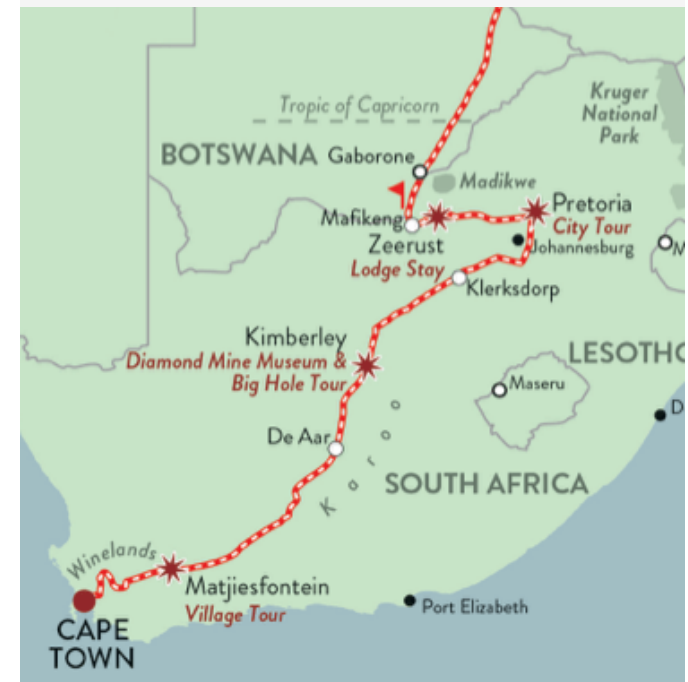 Kruger
National
Park
Tropic of Capricorn
BOTSWANA
Gaborone
Madikwe
Pretoria
City Tour
Mafikeng
Zeerust
Lodge Stay
Johannesburg
M
Klerksdorp
Kimberley
Diamond Mine Museum &
Big Hole Tour
LESOTHO
Maseru
D
De Aar
Karoo
SOUTH AFRICA
Winelands
Matjiesfontein
Village Tour
Port Elizabeth
CAPE
TOWN